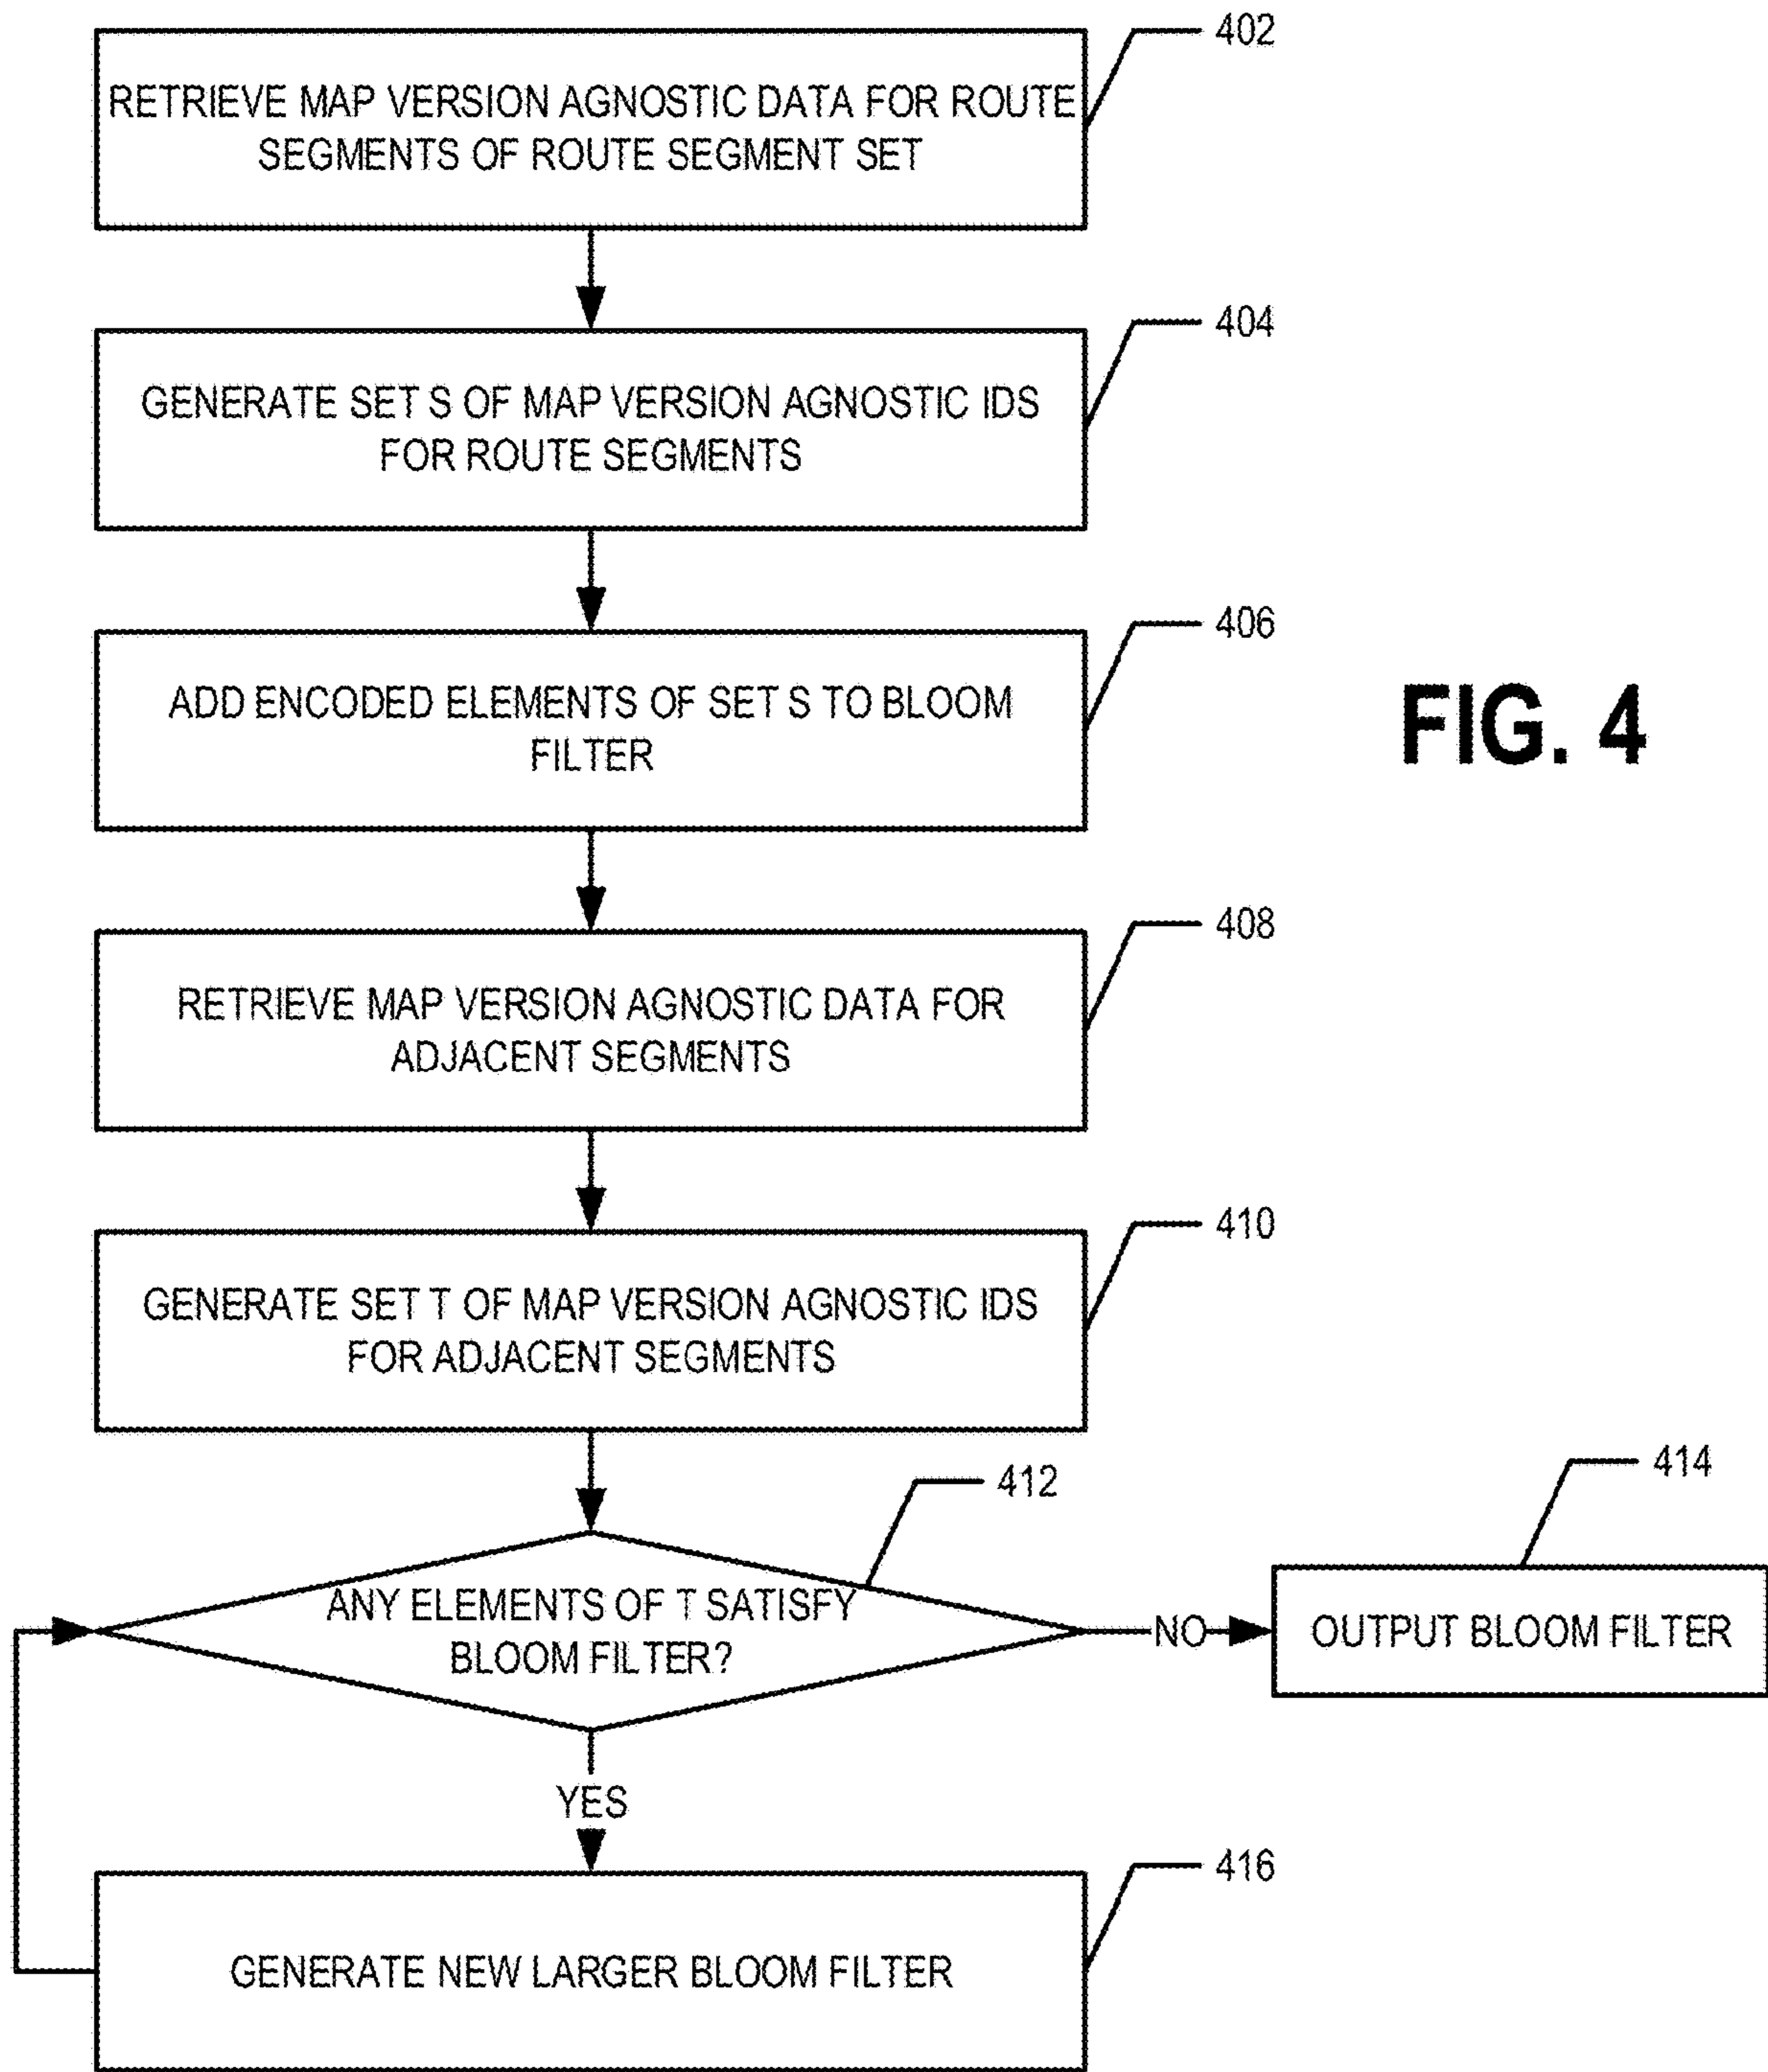 402
RETRIEVE MAP VERSION AGNOSTIC DATA FOR ROUTE
SEGMENTS OF ROUTE SEGMENT SET
404
GENERATE SET S OF MAP VERSION AGNOSTIC IDS
FOR ROUTE SEGMENTS
406
ADD ENCODED ELEMENTS OF SET S TO BLOOM
FILTER
FIG. 4
408
RETRIEVE MAP VERSION AGNOSTIC DATA FOR
ADJACENT SEGMENTS
410
GENERATE SET T OF MAP VERSION AGNOSTIC IDS
FOR ADJACENT SEGMENTS
412
414
ANY ELEMENTS OF T SATISFY
BLOOM FILTER?
NO
OUTPUT BLOOM FILTER
YES
416
GENERATE NEW LARGER BLOOM FILTER